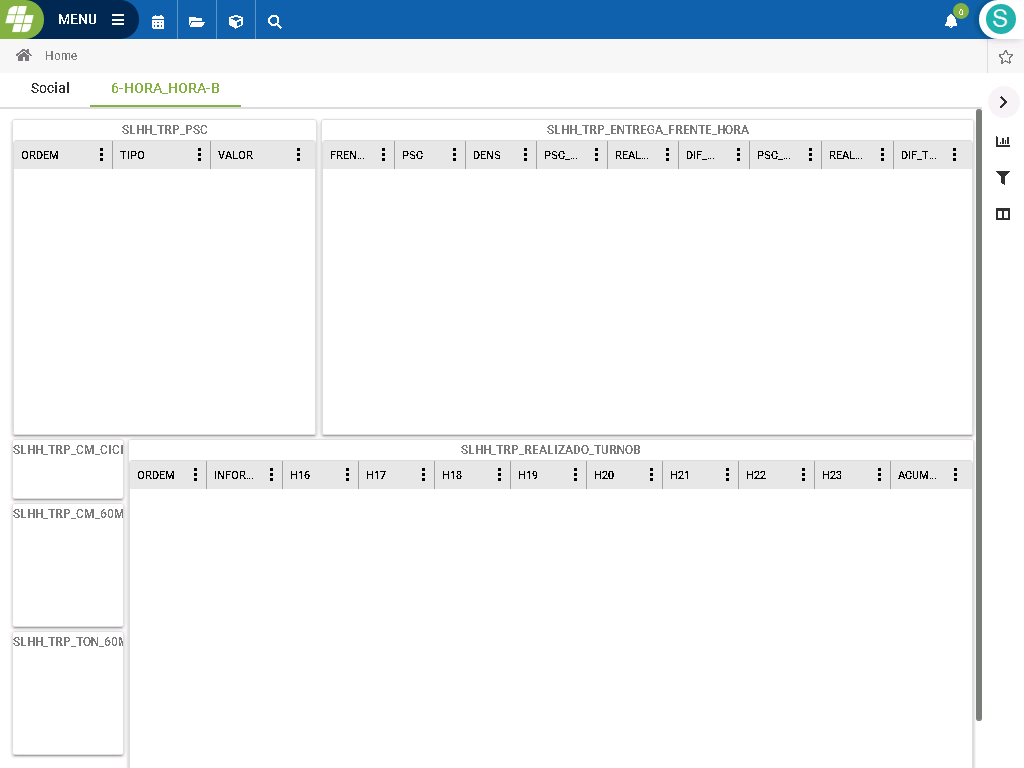 MENU
0
S
Home
Social
6-HORA_HORA-B
SLHH_TRP_PSC
ORDEM TIPO VALOR
SLHH_TRP_ENTREGA_FRENTE_HORA
FREN... PSC DENS PSC_... REAL... DIF_... PSC_... REAL... DIF_T...
SLHH_TRP_CM_CICI
SLHH_TRP_CM_60M
SLHH_TRP_TON_60M
SLHH_TRP_REALIZADO_TURNOB
ORDEM INFOR... H16 H17 H18 H19 H20 H21 H22 H23 ACUM...